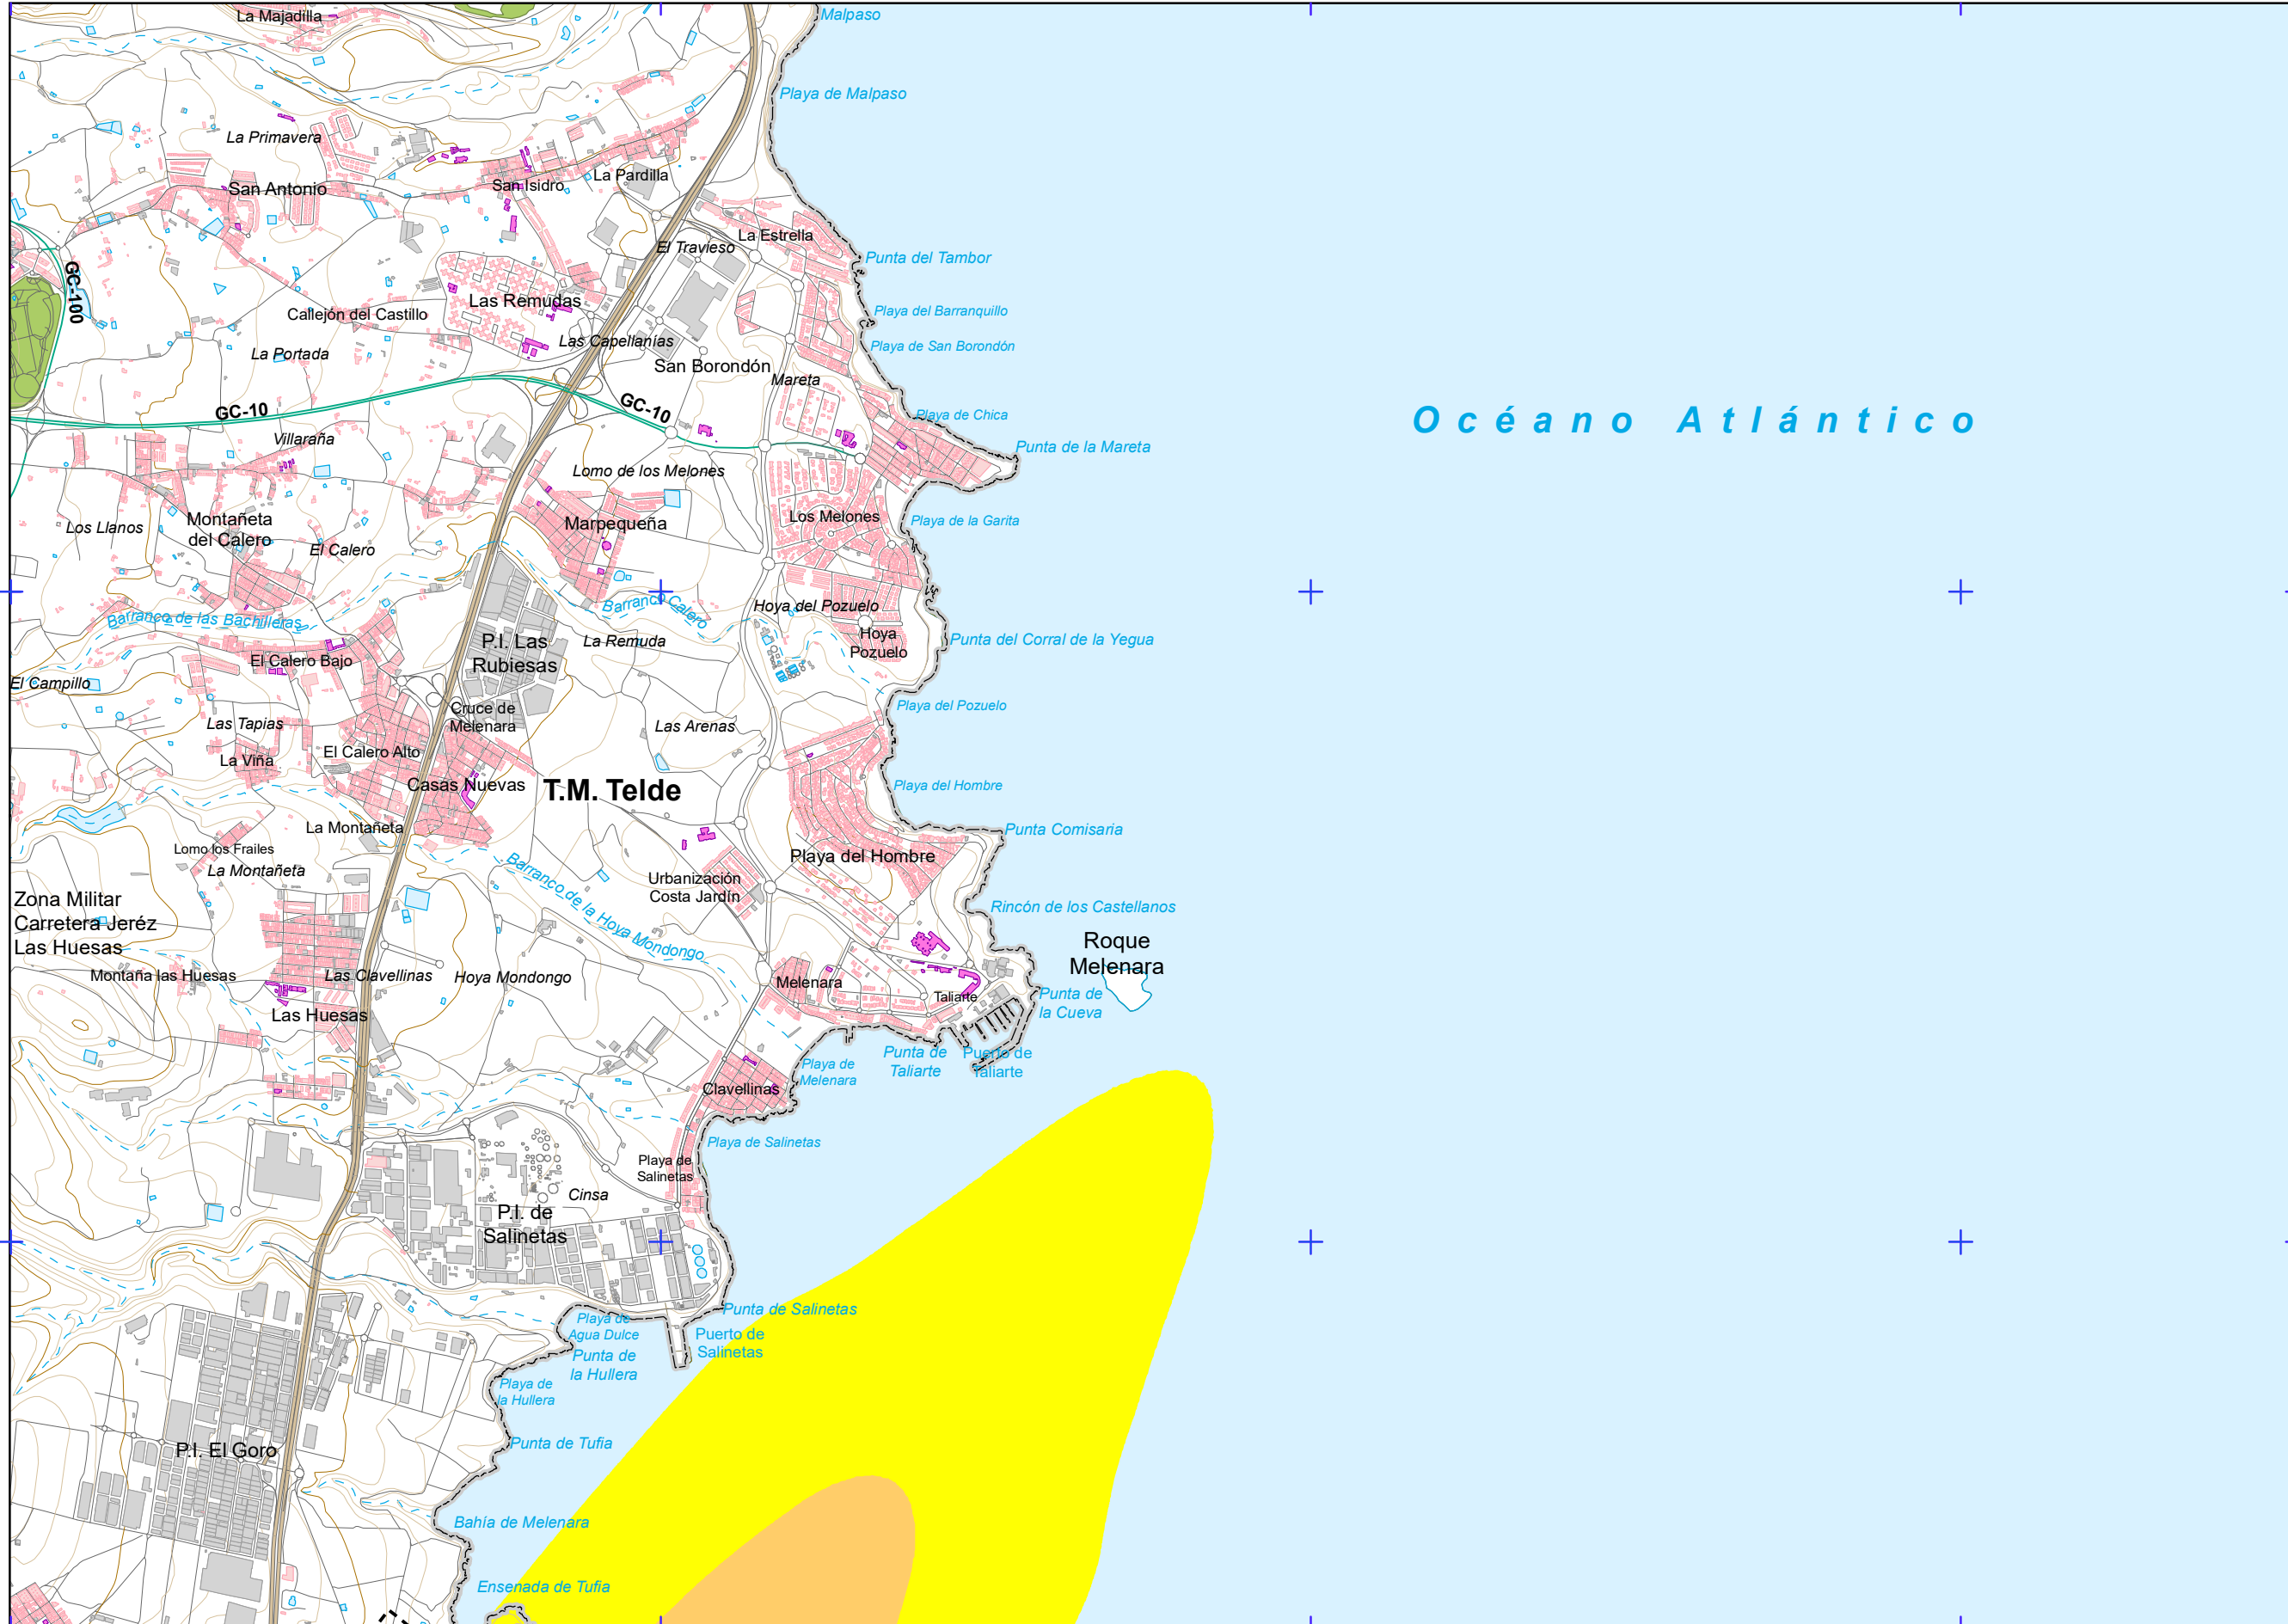 La Majadilla
Malpaso
Playa de Malpaso
La Primavera
San Antonio
San Isidro
La Pardilla
La Estrella
El Travieso
Punta del Tambor
GC-100
Las Remudas
Callejón del Castillo
Playa del Barranquillo
La Portada
Las Capellanías
Playa de San Borondón
San Borondón
Mareta
GC-10
GC-10
Playa de Chica
Océano Atlántico
Villaraña
Punta de la Mareta
Lomo de los Melones
Los Llanos
Montañeta
del Calero
El Calero
Marpequeña
Los Melones
Playa de la Garita
Barranco de las Bachilleras
Barranco Calero
Hoya del Pozuelo
P.I. Las
Rubiesas
La Remuda
Hoya
Pozuelo
Punta del Corral de la Yegua
El Calero Bajo
El Campillo
Las Tapias
Cruce de
Melenara
Las Arenas
Playa del Pozuelo
La Viña
El Calero Alto
Casas Nuevas
T.M. Telde
Playa del Hombre
La Montañeta
Punta Comisaria
Lomo los Frailes
La Montañeta
Barranco de la Hoya Mondongo
Playa del Hombre
Urbanización
Costa Jardín
Zona Militar
Carretera Jeréz
Las Huesas
Rincón de los Castellanos
Roque
Melenara
Montaña las Huesas
Las Clavellinas
Hoya Mondongo
Melenara
Taliarte
Punta de
la Cueva
Las Huesas
Playa de
Melenara
Punta de
Taliarte
Puerto de
Taliarte
Clavellinas
Playa de Salinetas
Playa de
Salinetas
Cinsa
P.I. de
Salinetas
Punta de Salinetas
Playa de
Agua Dulce
Puerto de
Salinetas
Punta de
la Hullera
Playa de
la Hullera
P.I. El Goro
Punta de Tufia
Bahía de Melenara
Ensenada de Tufia